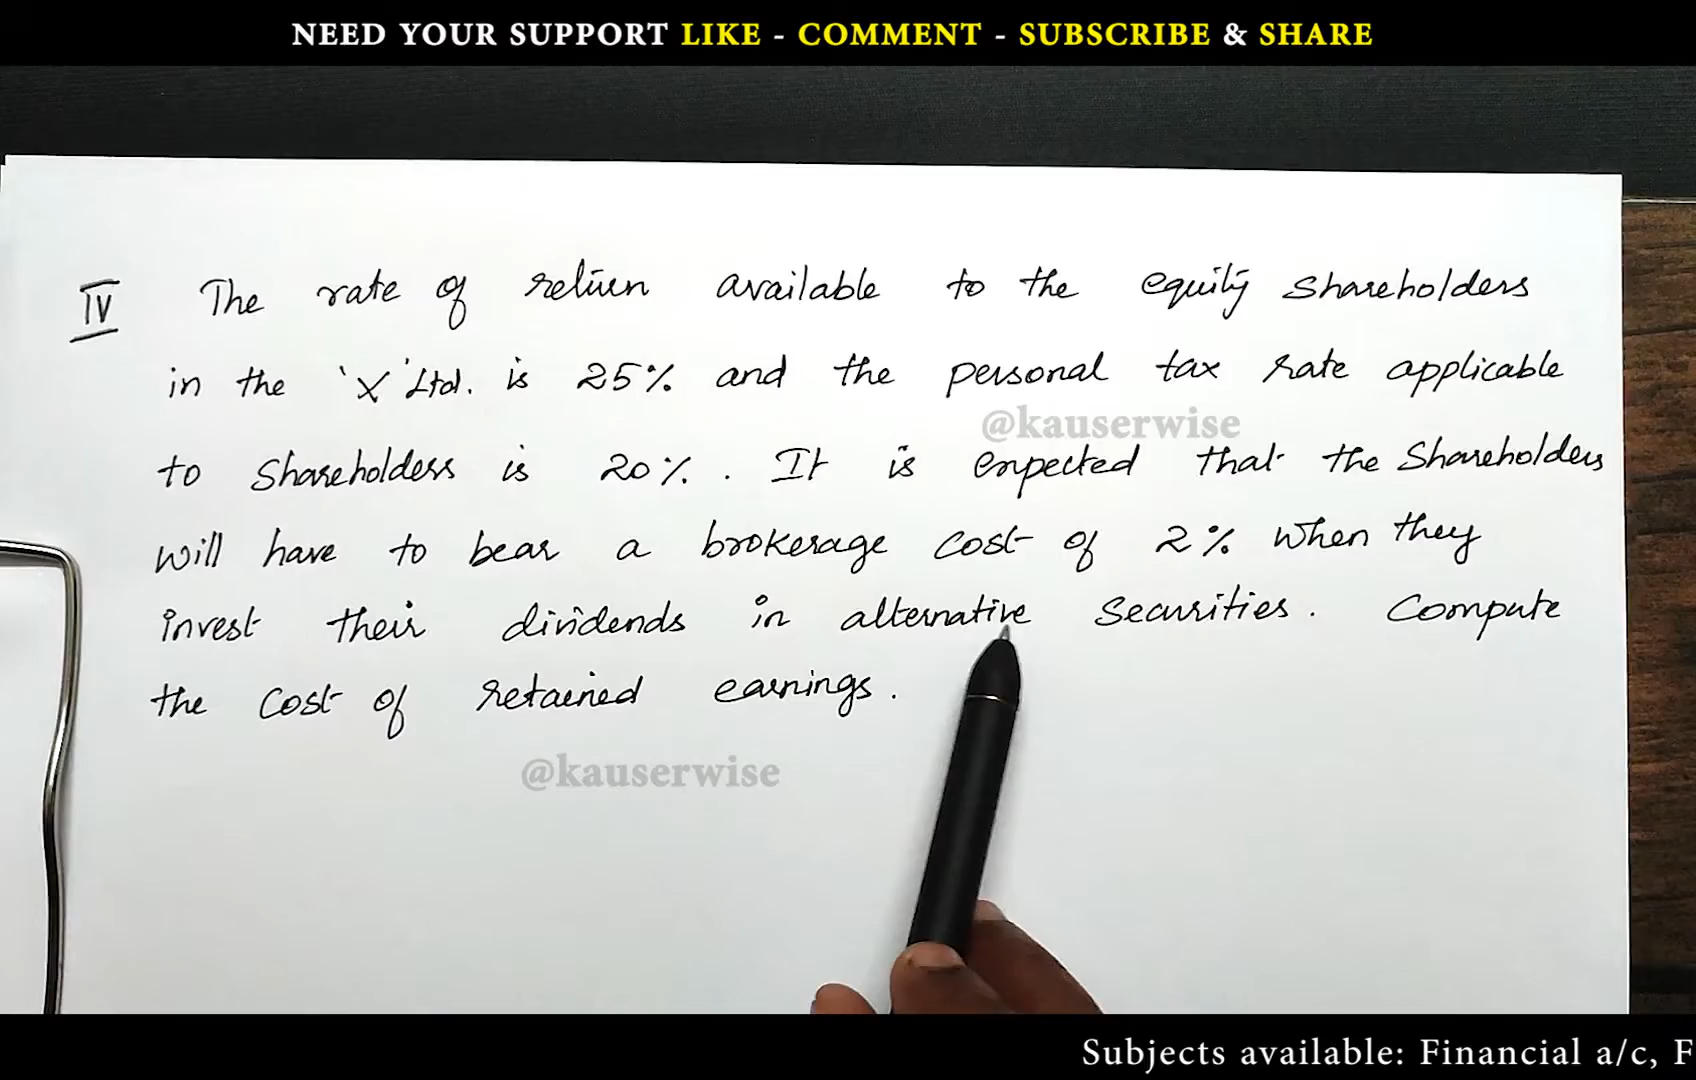 NEED YOUR SUPPORT LIKE - COMMENT - SUBSCRIBE & SHARE
IV The rate of return available to the equity shareholders
in the 'X' Ltd. is 25% and the personal tax rate applicable
@kauserwise
to Shareholders is 20%. It is expected that the Shareholders
will have to bear a brokerage cost of 2% when they
invest their dividends in alternative securities. Compute
the cost of retained earnings.
@kauserwise
Subjects available: Financial a/c, F